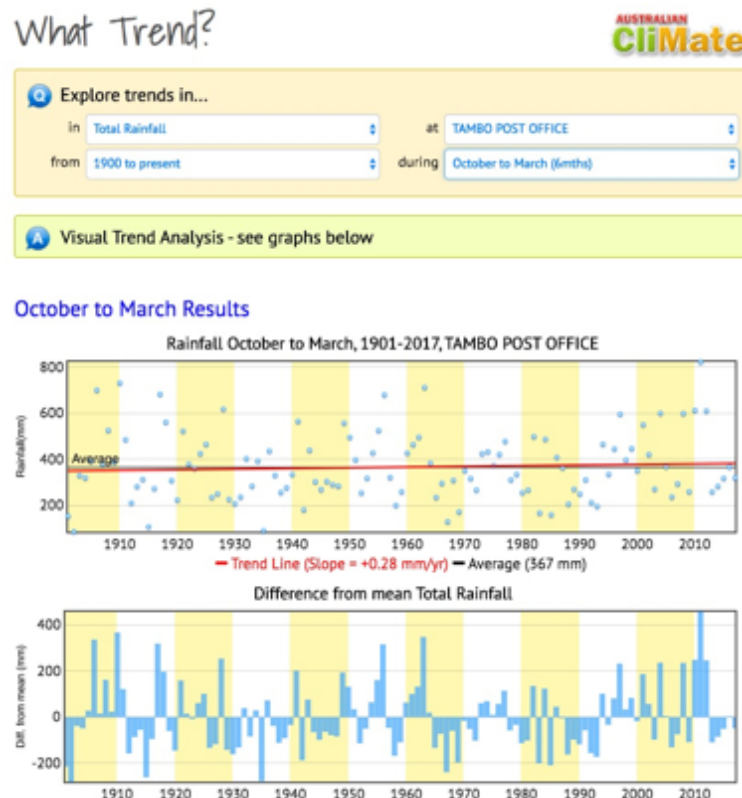 What Trend?
AUSTRALIAN
CliMate
Q Explore trends in...
in Total Rainfall at TAMBO POST OFFICE
from 1900 to present during October to March (6mths)
A Visual Trend Analysis - see graphs below
October to March Results
Rainfall October to March, 1901-2017, TAMBO POST OFFICE
800
600
400
200
Rainfall(mm)
Average
1910 1920 1930 1940 1950 1960 1970 1980 1990 2000 2010
Trend Line (Slope = +0.28 mm/yr) Average (367 mm)
Difference from mean Total Rainfall
400
200
0
-200
Diff. from mean (mm)
1910 1920 1930 1940 1950 1960 1970 1980 1990 2000 2010